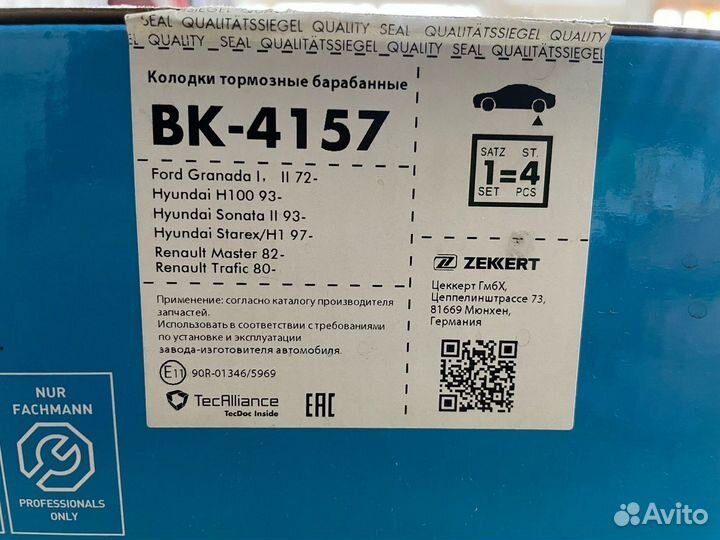 SEAL QUALITÄTSSIEGEL QUALITY SEAL QUALITÄTSSIEGEL QUALITY
QUALITY SEAL QUALITÄTSSIEGEL QUALITY SEAL QUALITÄTSSIEGEL
Колодки тормозные барабанные
BK-4157
Ford Granada I, II 72-
Hyundai H100 93-
Hyundai Sonata II 93-
Hyundai Starex/H1 97-
Renault Master 82-
Renault Trafic 80-
Применение: согласно каталогу производителя
запчастей.
Использовать в соответствии с требованиями
по установке и эксплуатации
завода-изготовителя автомобиля.
E11 90R-01346/5969
TecAlliance
TecDoc Inside
EAC
SATZ ST.
1=4
SET PCS
ZEKKERT
Цеккерт ГмбХ,
Цеппелинштрассе 73,
81669 Мюнхен,
Германия
NUR
FACHMANN
PROFESSIONALS
ONLY
Avito